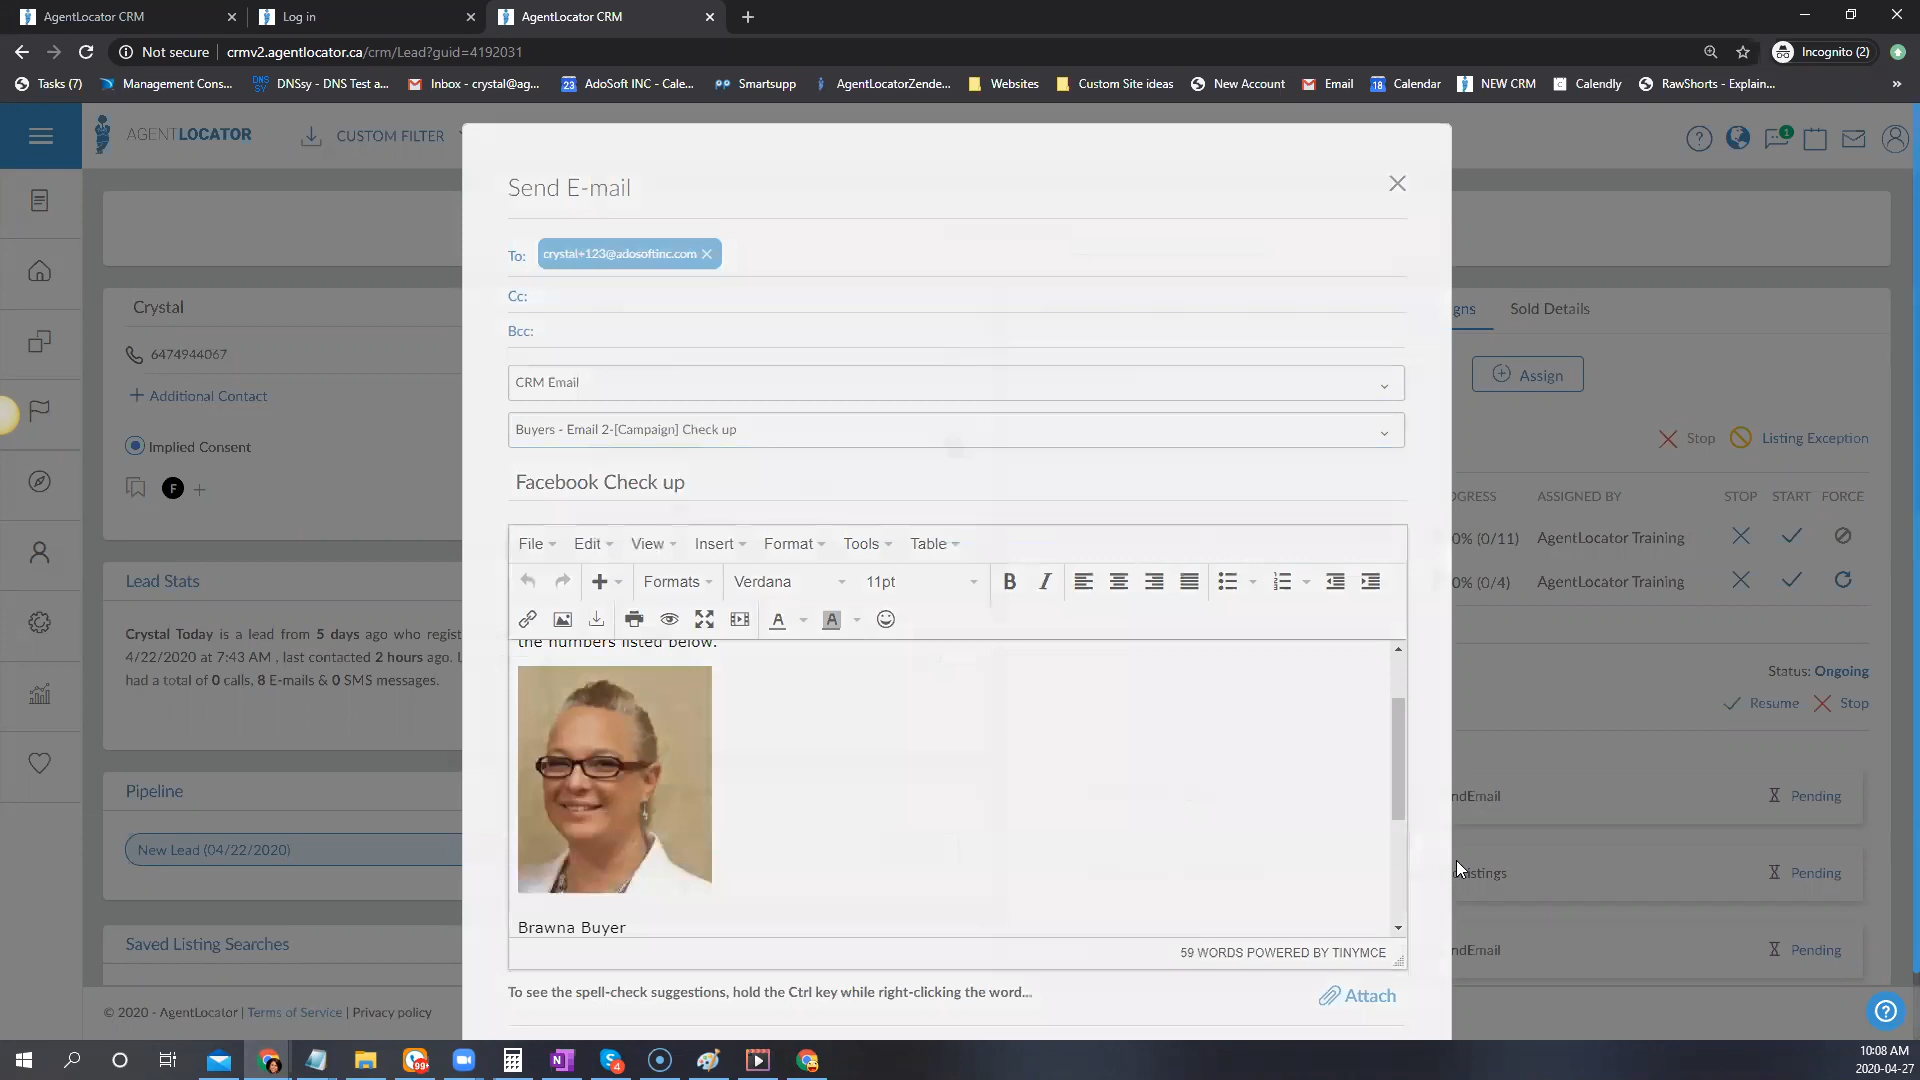 AgentLocator CRM
Log in
AgentLocator CRM
Not secure
crmv2.agentlocator.ca/crm/Lead?guid=4192031
Incognito (2)
Tasks (7)
Management Cons...
DNSsy - DNS Test a...
Inbox - crystal@ag...
AdoSoft INC - Cale...
Smartsupp
AgentLocatorZende...
Websites
Custom Site ideas
New Account
Email
Calendar
NEW CRM
Calendly
RawShorts - Explain...
AGENTLOCATOR
CUSTOM FILTER
1
Send E-mail
To: crystal+123@adosoftinc.com
Cc:
Bcc:
CRM Email
Buyers - Email 2-[Campaign] Check up
Facebook Check up
File Edit View Insert Format Tools Table
Formats Verdana 11pt
the numbers listed below.
Brawna Buyer
59 WORDS POWERED BY TINYMCE
To see the spell-check suggestions, hold the Ctrl key while right-clicking the word...
Attach
Crystal
6474944067
Additional Contact
Implied Consent
F
Lead Stats
Crystal Today is a lead from 5 days ago who regist
4/22/2020 at 7:43 AM , last contacted 2 hours ago. L
had a total of 0 calls, 8 E-mails & 0 SMS messages.
Pipeline
New Lead (04/22/2020)
Saved Listing Searches
© 2020 - AgentLocator | Terms of Service | Privacy policy
gns
Sold Details
Assign
Stop
Listing Exception
GRESS ASSIGNED BY STOP START FORCE
0% (0/11) AgentLocator Training
0% (0/4) AgentLocator Training
Status: Ongoing
Resume Stop
ndEmail Pending
istings Pending
ndEmail Pending
99+
4
10:08 AM
2020-04-27